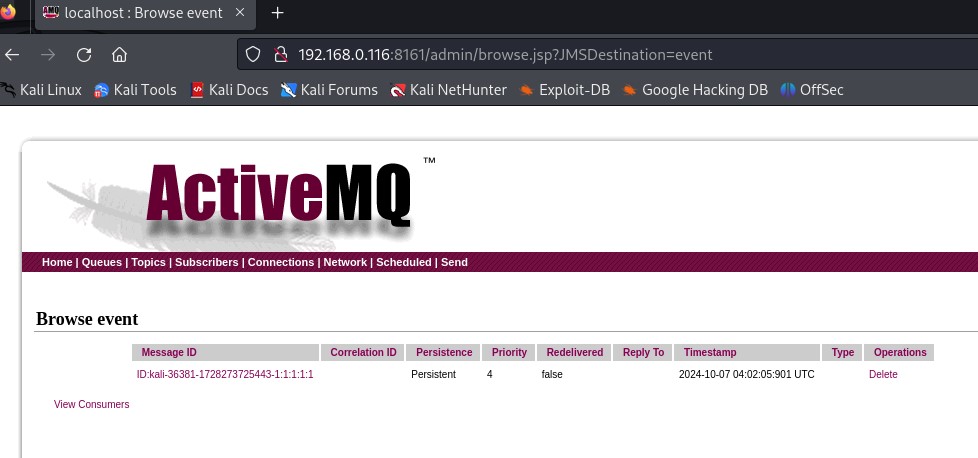 localhost : Browse event
192.168.0.116:8161/admin/browse.jsp?JMSDestination=event
Kali Linux Kali Tools Kali Docs Kali Forums Kali NetHunter Exploit-DB Google Hacking DB OffSec
ActiveMQ ™
Home | Queues | Topics | Subscribers | Connections | Network | Scheduled | Send
Browse event
Message ID Correlation ID Persistence Priority Redelivered Reply To Timestamp Type Operations
ID:kali-36381-1728273725443-1:1:1:1:1 Persistent 4 false 2024-10-07 04:02:05:901 UTC Delete
View Consumers